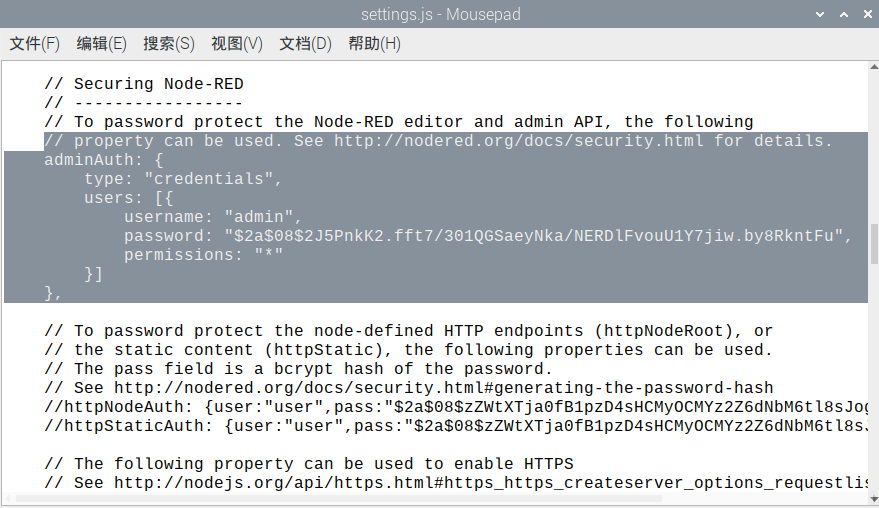 settings.js - Mousepad
文件(F) 编辑(E) 搜索(S) 视图(V) 文档(D) 帮助(H)
// Securing Node-RED
// -----------------
// To password protect the Node-RED editor and admin API, the following
// property can be used. See http://nodered.org/docs/security.html for details.
adminAuth: {
type: "credentials",
users: [{
username: "admin",
password: "$2a$08$2J5PnkK2.fft7/301QGSaeyNka/NERDlFvouU1Y7jiw.by8RkntFu",
permissions: "*"
}]
},
// To password protect the node-defined HTTP endpoints (httpNodeRoot), or
// the static content (httpStatic), the following properties can be used.
// The pass field is a bcrypt hash of the password.
// See http://nodered.org/docs/security.html#generating-the-password-hash
//httpNodeAuth: {user:"user",pass:"$2a$08$zZWtXTja0fB1pzD4sHCMyOCMYz2Z6dNbM6tl8sJog
//httpStaticAuth: {user:"user",pass:"$2a$08$zZWtXTja0fB1pzD4sHCMyOCMYz2Z6dNbM6tl8sJ
// The following property can be used to enable HTTPS
// See http://nodejs.org/api/https.html#https_https_createserver_options_requestlis